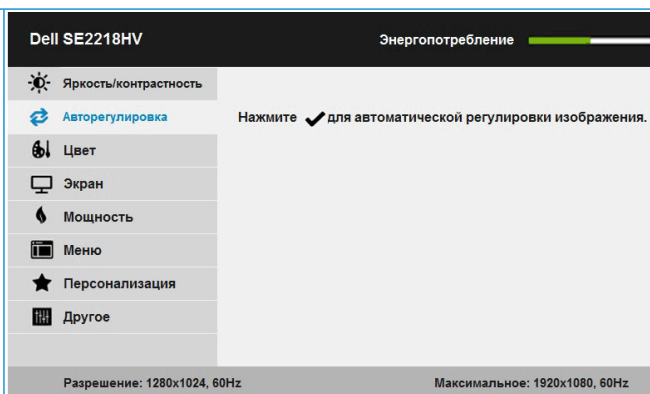 Dell SE2218HV Энергопотребление
Яркость/контрастность
Авторегулировка Нажмите для автоматической регулировки изображения.
Цвет
Экран
Мощность
Меню
Персонализация
Другое
Разрешение: 1280x1024, 60Hz Максимальное: 1920x1080, 60Hz